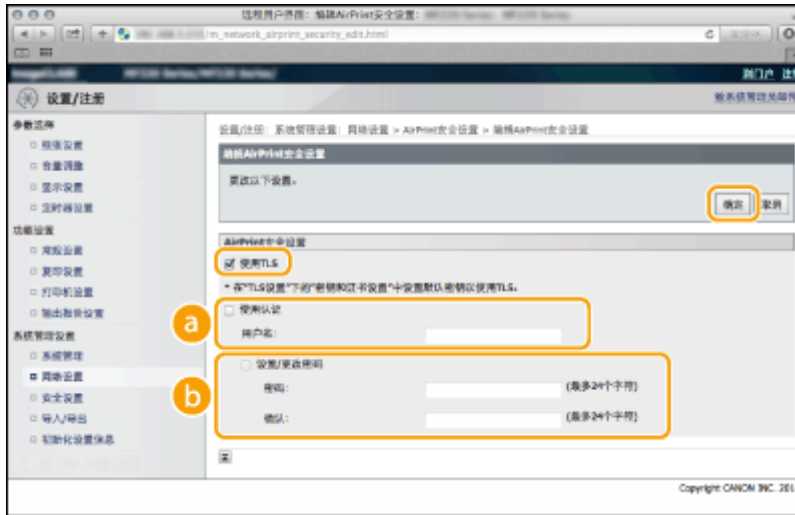 远程用户界面：编辑AirPrint安全设置：
/m_network_airprint_security_edit.html
到门户
设置/注册
致系统管理员邮件
参数选择
纸张设置
音量调整
显示设置
定时器设置
功能设置
常规设置
复印设置
打印机设置
输出报告设置
系统管理设置
系统管理
网络设置
安全设置
导入/导出
初始化设置信息
设置/注册：系统管理设置：网络设置 > AirPrint安全设置 > 编辑AirPrint安全设置
编辑AirPrint安全设置
更改以下设置。
确定 取消
AirPrint安全设置
使用TLS
* 在"TLS设置"下的"密钥和证书设置"中设置默认密钥以使用TLS。
a
使用认证
用户名：
b
设置/更改密码
密码： (最多24个字符)
确认： (最多24个字符)
Copyright CANON INC. 201